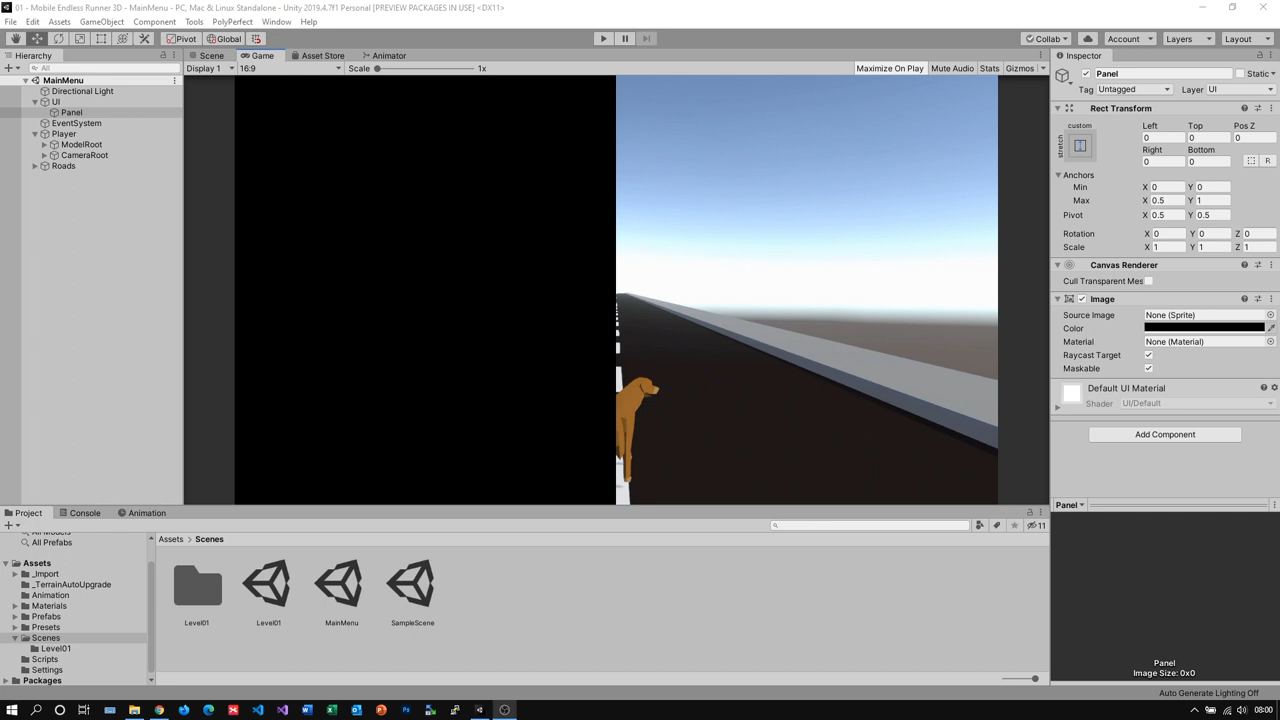 01 - Mobile Endless Runner 3D - MainMenu - PC, Mac & Linux Standalone - Unity 2019.4.7f1 Personal [PREVIEW PACKAGES IN USE] <DX11>
File Edit Assets GameObject Component Tools PolyPerfect Window Help
Pivot Global Collab Account Layers Layout
Hierarchy
All
MainMenu
Directional Light
UI
Panel
EventSystem
Player
ModelRoot
CameraRoot
Roads
Scene Game Asset Store Animator
Display 1 16:9 Scale 1x Maximize On Play Mute Audio Stats Gizmos
Inspector
Panel Static
Tag Untagged Layer UI
Rect Transform
custom Left Top Pos Z
stretch 0 0 0
Right Bottom
0 0 R
Anchors
Min X 0 Y 0
Max X 0.5 Y 1
Pivot X 0.5 Y 0.5
Rotation X 0 Y 0 Z 0
Scale X 1 Y 1 Z 1
Canvas Renderer
Cull Transparent Mes
Image
Source Image None (Sprite)
Color
Material None (Material)
Raycast Target
Maskable
Default UI Material
Shader UI/Default
Add Component
Panel
Panel
Image Size: 0x0
Project Console Animation
11
All Prefabs
Assets
_Import
_TerrainAutoUpgrade
Animation
Materials
Prefabs
Presets
Scenes
Level01
Scripts
Settings
Packages
Assets > Scenes
Level01 Level01 MainMenu SampleScene
Auto Generate Lighting Off
08:00